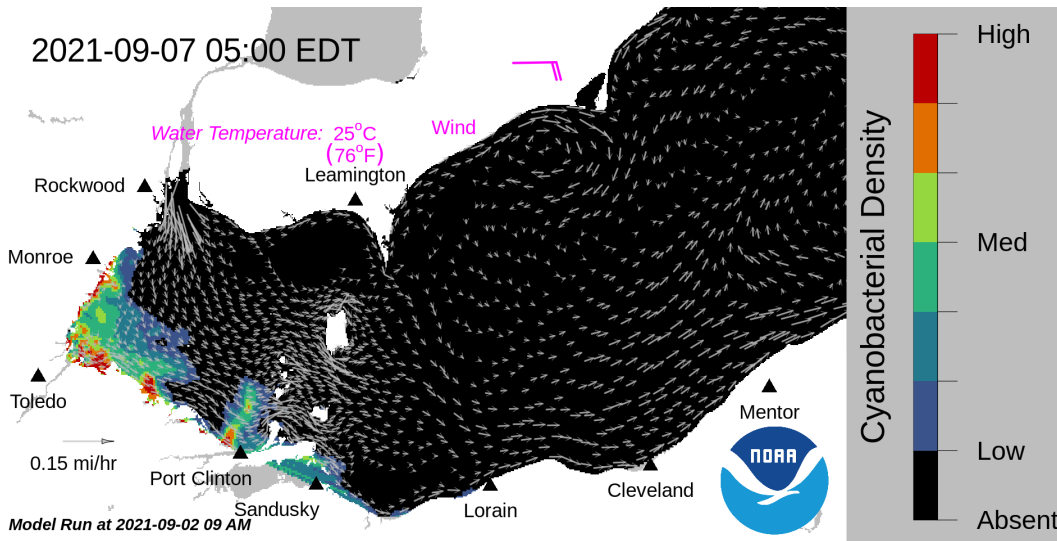 2021-09-07 05:00 EDT
Water Temperature: 25°C
(76°F)
Wind
Leamington
Rockwood
Monroe
Toledo
0.15 mi/hr
Port Clinton
Sandusky
Lorain
Cleveland
Mentor
NOAA
Model Run at 2021-09-02 09 AM
Cyanobacterial Density
High
Med
Low
Absent